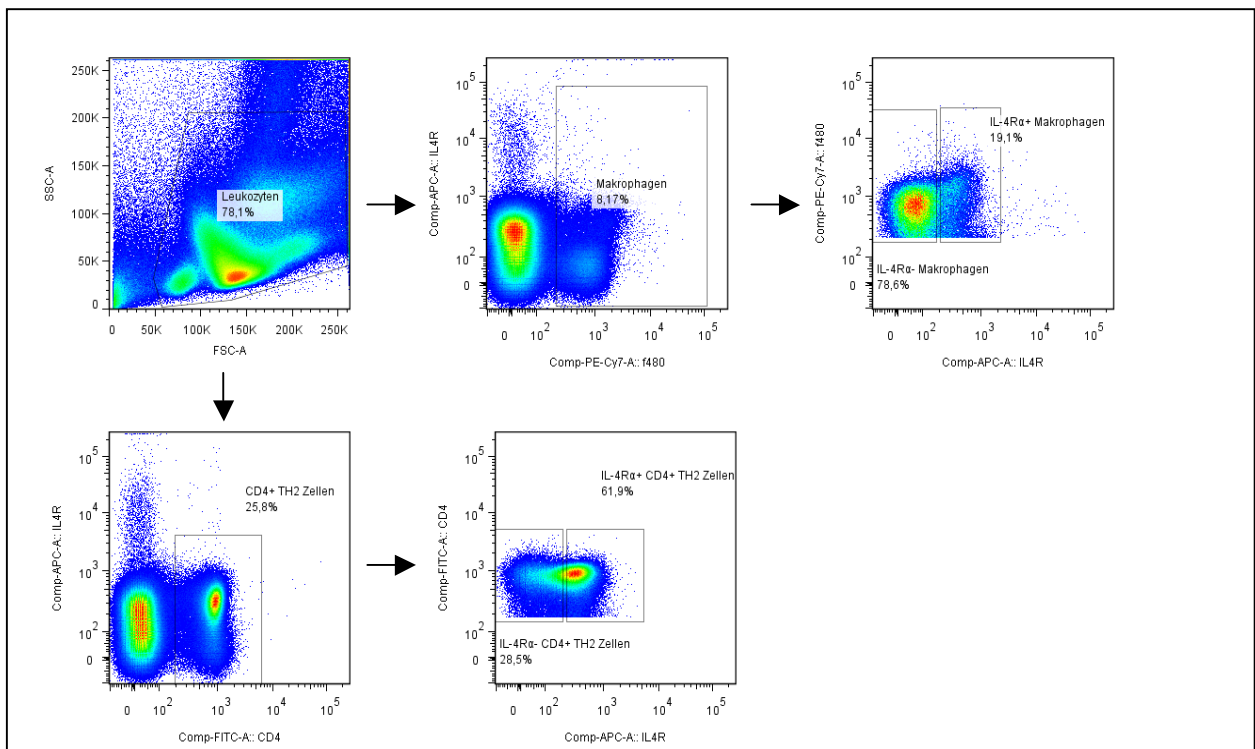 250K
200K
150K
100K
50K
0
SSC-A
Leukozyten
78,1%
0 50K 100K 150K 200K 250K
FSC-A
10^5
10^4
10^3
10^2
0
Comp-APC-A:: IL4R
Makrophagen
8,17%
0 10^2 10^3 10^4 10^5
Comp-PE-Cy7-A:: f480
10^5
10^4
10^3
10^2
0
Comp-PE-Cy7-A:: f480
IL-4Rα+ Makrophagen
19,1%
IL-4Rα- Makrophagen
78,6%
0 10^2 10^3 10^4 10^5
Comp-APC-A:: IL4R
10^5
10^4
10^3
10^2
0
Comp-APC-A:: IL4R
CD4+ TH2 Zellen
25,8%
0 10^2 10^3 10^4 10^5
Comp-FITC-A:: CD4
10^5
10^4
10^3
10^2
0
Comp-FITC-A:: CD4
IL-4Rα+ CD4+ TH2 Zellen
61,9%
IL-4Rα- CD4+ TH2 Zellen
28,5%
0 10^2 10^3 10^4 10^5
Comp-APC-A:: IL4R